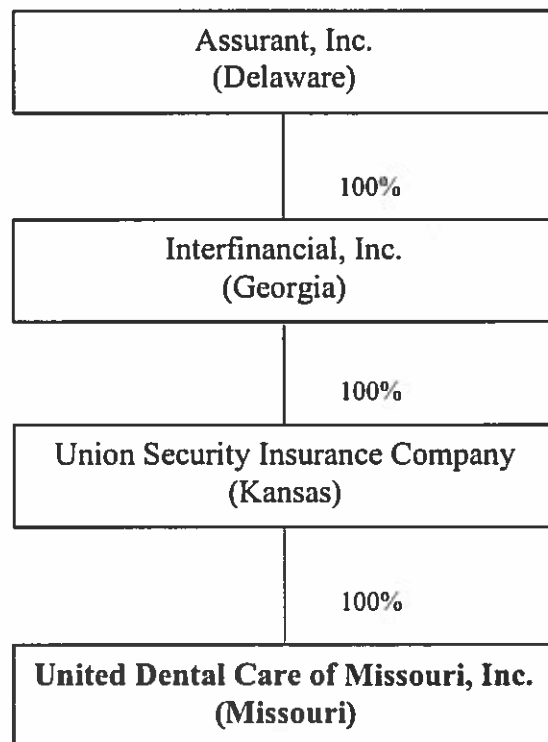 Assurant, Inc.
(Delaware)
100%
Interfinancial, Inc.
(Georgia)
100%
Union Security Insurance Company
(Kansas)
100%
United Dental Care of Missouri, Inc.
(Missouri)